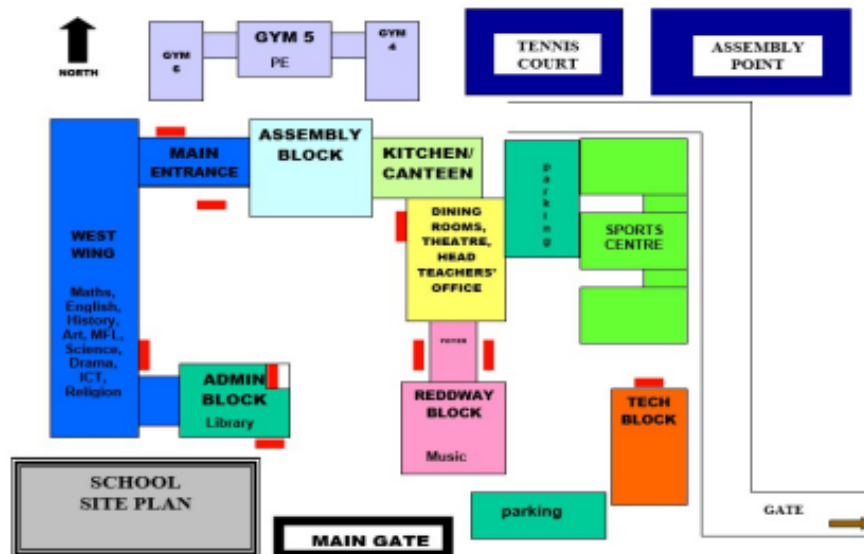 NORTH
GYM
6
GYM 5
PE
GYM
4
TENNIS
COURT
ASSEMBLY
POINT
MAIN
ENTRANCE
ASSEMBLY
BLOCK
KITCHEN/
CANTEEN
parking
SPORTS
CENTRE
DINING
ROOMS,
THEATRE,
HEAD
TEACHERS'
OFFICE
WEST
WING
Maths,
English,
History,
Art, MFL,
Science,
Drama,
ICT,
Religion
ADMIN
BLOCK
Library
REDDWAY
BLOCK
Music
TECH
BLOCK
SCHOOL
SITE PLAN
MAIN GATE
parking
GATE